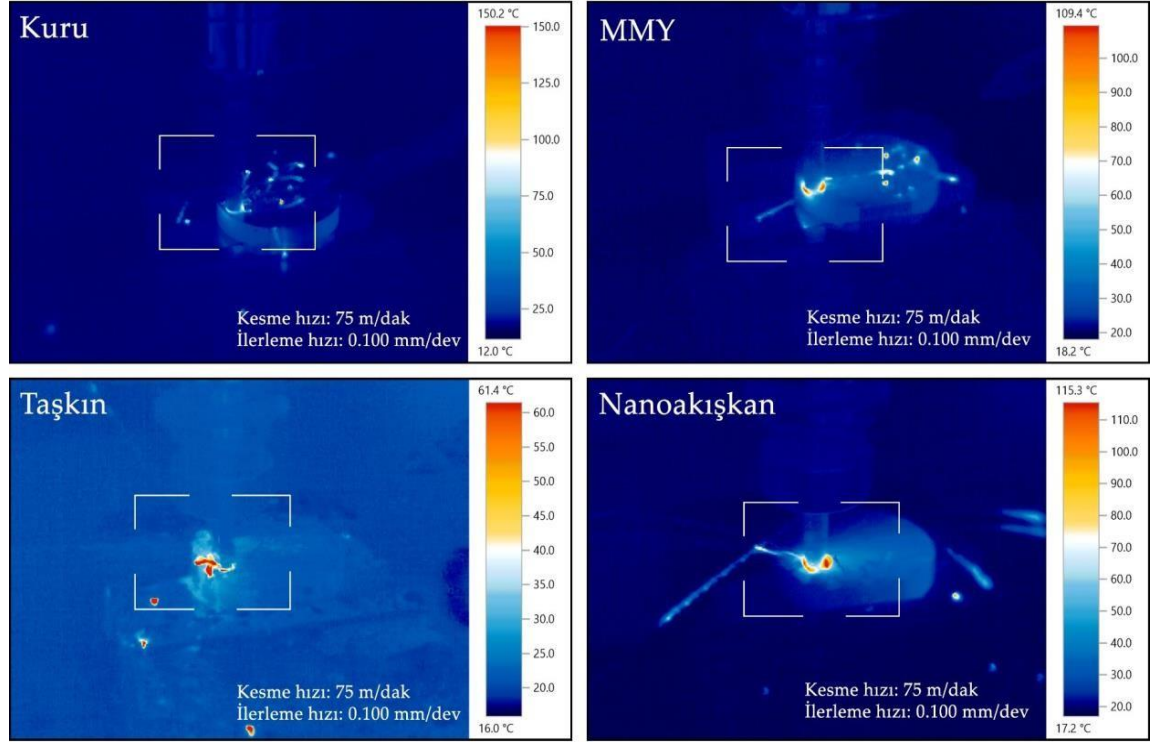 Kuru
150.2 °C
150.0
125.0
100.0
75.0
50.0
25.0
12.0 °C
Kesme hızı: 75 m/dak
İlerleme hızı: 0.100 mm/dev
MMY
109.4 °C
100.0
90.0
80.0
70.0
60.0
50.0
40.0
30.0
20.0
18.2 °C
Kesme hızı: 75 m/dak
İlerleme hızı: 0.100 mm/dev
Taşkın
61.4 °C
60.0
55.0
50.0
45.0
40.0
35.0
30.0
25.0
20.0
16.0 °C
Kesme hızı: 75 m/dak
İlerleme hızı: 0.100 mm/dev
Nanoakışkan
115.3 °C
110.0
100.0
90.0
80.0
70.0
60.0
50.0
40.0
30.0
20.0
17.2 °C
Kesme hızı: 75 m/dak
İlerleme hızı: 0.100 mm/dev